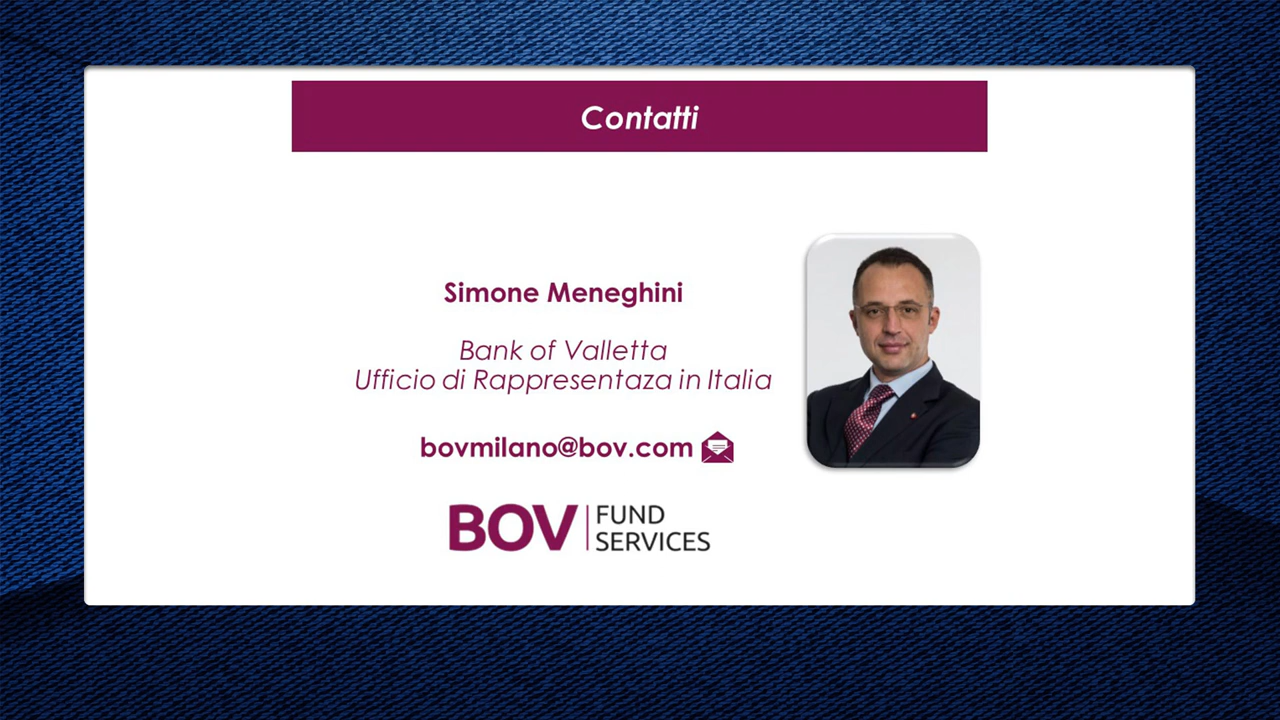 Contatti
Simone Meneghini
Bank of Valletta
Ufficio di Rappresentaza in Italia
bovmilano@bov.com
BOV FUND
SERVICES